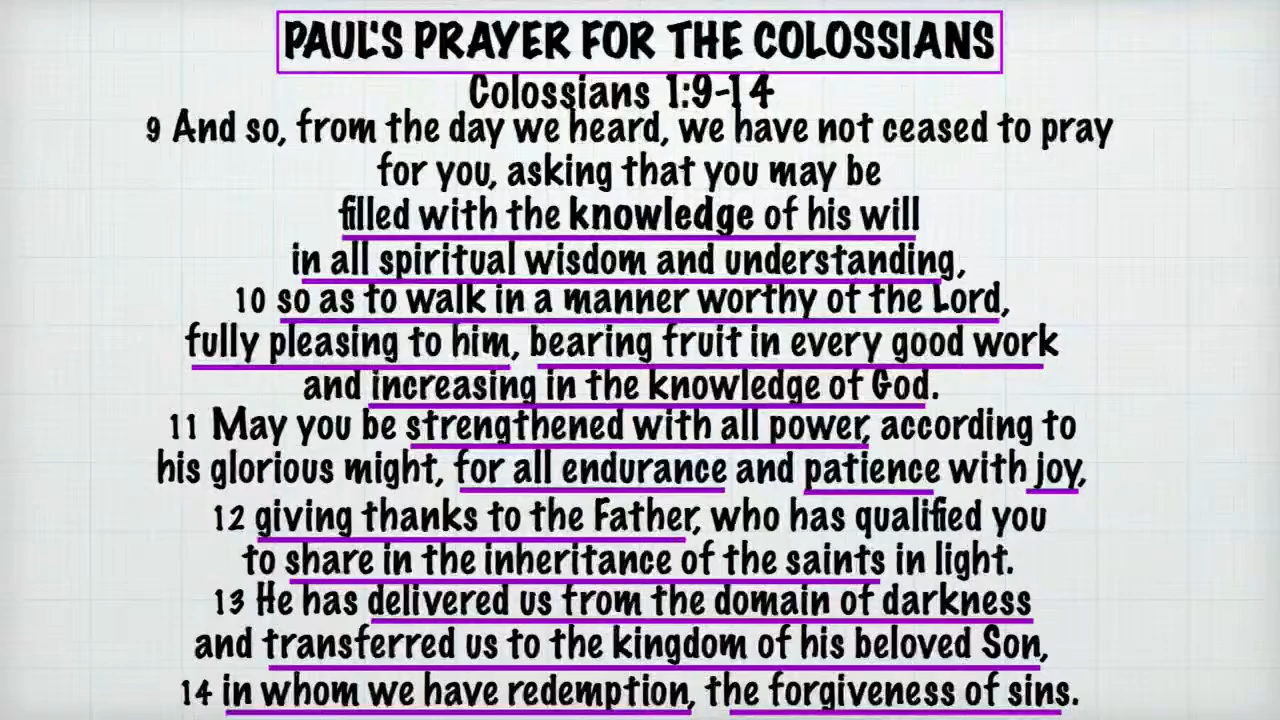 PAUL'S PRAYER FOR THE COLOSSIANS
Colossians 1:9-14
9 And so, from the day we heard, we have not ceased to pray
for you, asking that you may be
filled with the knowledge of his will
in all spiritual wisdom and understanding,
10 so as to walk in a manner worthy of the Lord,
fully pleasing to him, bearing fruit in every good work
and increasing in the knowledge of God.
11 May you be strengthened with all power, according to
his glorious might, for all endurance and patience with joy,
12 giving thanks to the Father, who has qualified you
to share in the inheritance of the saints in light.
13 He has delivered us from the domain of darkness
and transferred us to the kingdom of his beloved Son,
14 in whom we have redemption, the forgiveness of sins.